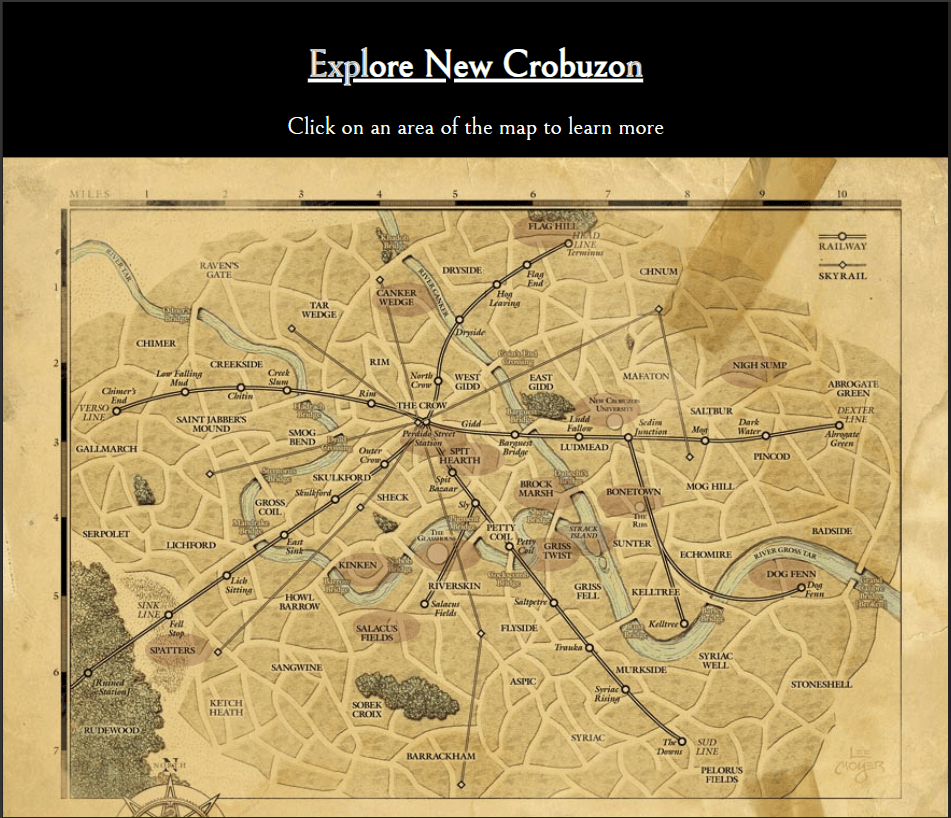 Explore New Crobuzon
Click on an area of the map to learn more
MILES 1 2 3 4 5 6 7 8 9 10
FLAG HILL
HEAD
LINE
Terminus
RAILWAY
SKYRAIL
RIVER TAR
RAVEN'S
GATE
RIVER CANKER
DRYSIDE
Flag
End
CHNUM
1
CANKER
WEDGE
Hog
Leaving
TAR
WEDGE
Dryside
CHIMER
2
CREEKSIDE
RIM
NIGH SUMP
Low Falling
Mud
Creek
Slum
North
Crow
WEST
GIDD
EAST
GIDD
MAFATON
ABROGATE
GREEN
Chimer's
End
Chitin
Rim
NEW CROBUZON
UNIVERSITY
VERSO
LINE
THE CROW
SALTBUR
DEXTER
LINE
SAINT JABBER'S
MOUND
Gidd
Ludd
Fallow
Sedim
Junction
Mog
Dark
Water
Abrogate
Green
3
SMOG
BEND
Perdido Street
Station
Barguest
Bridge
LUDMEAD
GALLMARCH
Outer
Crow
SPIT
HEARTH
PINCOD
SKULKFORD
Spit
Bazaar
BROCK
MARSH
BONETOWN
MOG HILL
Skulkford
SHECK
Sly
GROSS
COIL
THE
RIBS
4
PETTY
COIL
STRACK
ISLAND
BADSIDE
SERPOLET
LICHFORD
East
Sink
THE
GLASSHOUSE
Petty
Coil
GRISS
TWIST
SUNTER
ECHOMIRE
RIVER GROSS TAR
KINKEN
DOG FENN
Lich
Sitting
RIVERSKIN
GRISS
FELL
KELLTREE
Dog
Fenn
5
HOWL
BARROW
Salacus
Fields
Saltpetre
SINK
LINE
Fell
Stop
SALACUS
FIELDS
FLYSIDE
Kelltree
SPATTERS
Trauka
SYRIAC
WELL
6
SANGWINE
MURKSIDE
[Ruined
Station]
ASPIC
Syriac
Rising
STONESHELL
KETCH
HEATH
SOBEK
CROIX
RUDEWOOD
SYRIAC
The
Downs
SUD
LINE
7
BARRACKHAM
NORTH
PELORUS
FIELDS